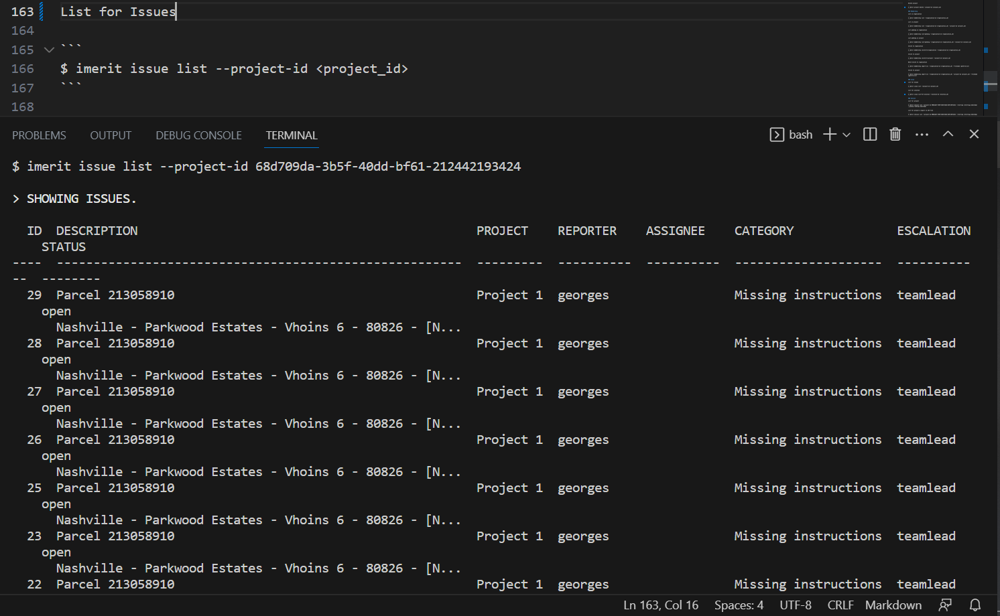 163 List for Issues
164
165 ```
166 $ imerit issue list --project-id <project_id>
167 ```
168
PROBLEMS OUTPUT DEBUG CONSOLE TERMINAL bash
$ imerit issue list --project-id 68d709da-3b5f-40dd-bf61-212442193424
> SHOWING ISSUES.
ID DESCRIPTION PROJECT REPORTER ASSIGNEE CATEGORY ESCALATION
STATUS
---- ------------------------------------------------------- --------- ---------- ---------- -------------------- ----------
-- --------
29 Parcel 213058910 Project 1 georges Missing instructions teamlead
open
Nashville - Parkwood Estates - Vhoins 6 - 80826 - [N...
28 Parcel 213058910 Project 1 georges Missing instructions teamlead
open
Nashville - Parkwood Estates - Vhoins 6 - 80826 - [N...
27 Parcel 213058910 Project 1 georges Missing instructions teamlead
open
Nashville - Parkwood Estates - Vhoins 6 - 80826 - [N...
26 Parcel 213058910 Project 1 georges Missing instructions teamlead
open
Nashville - Parkwood Estates - Vhoins 6 - 80826 - [N...
25 Parcel 213058910 Project 1 georges Missing instructions teamlead
open
Nashville - Parkwood Estates - Vhoins 6 - 80826 - [N...
23 Parcel 213058910 Project 1 georges Missing instructions teamlead
open
Nashville - Parkwood Estates - Vhoins 6 - 80826 - [N...
22 Parcel 213058910 Project 1 georges Missing instructions teamlead
Ln 163, Col 16 Spaces: 4 UTF-8 CRLF Markdown